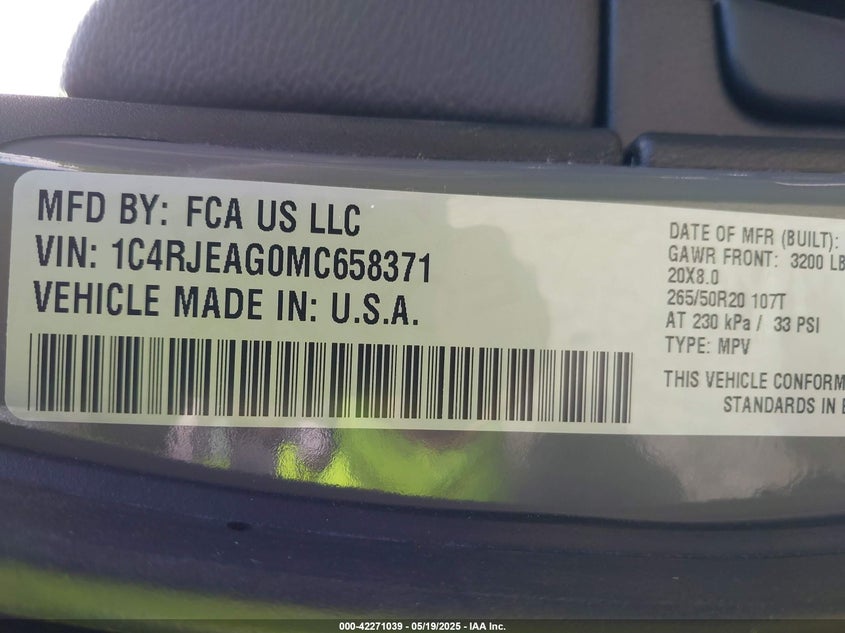 MFD BY: FCA US LLC
VIN: 1C4RJEAG0MC658371
VEHICLE MADE IN: U.S.A.
DATE OF MFR (BUILT):
GAWR FRONT: 3200 LB
20X8.0
265/50R20 107T
AT 230 kPa / 33 PSI
TYPE: MPV
THIS VEHICLE CONFORM
STANDARDS IN E
000-42271039 - 05/19/2025 - IAA Inc.